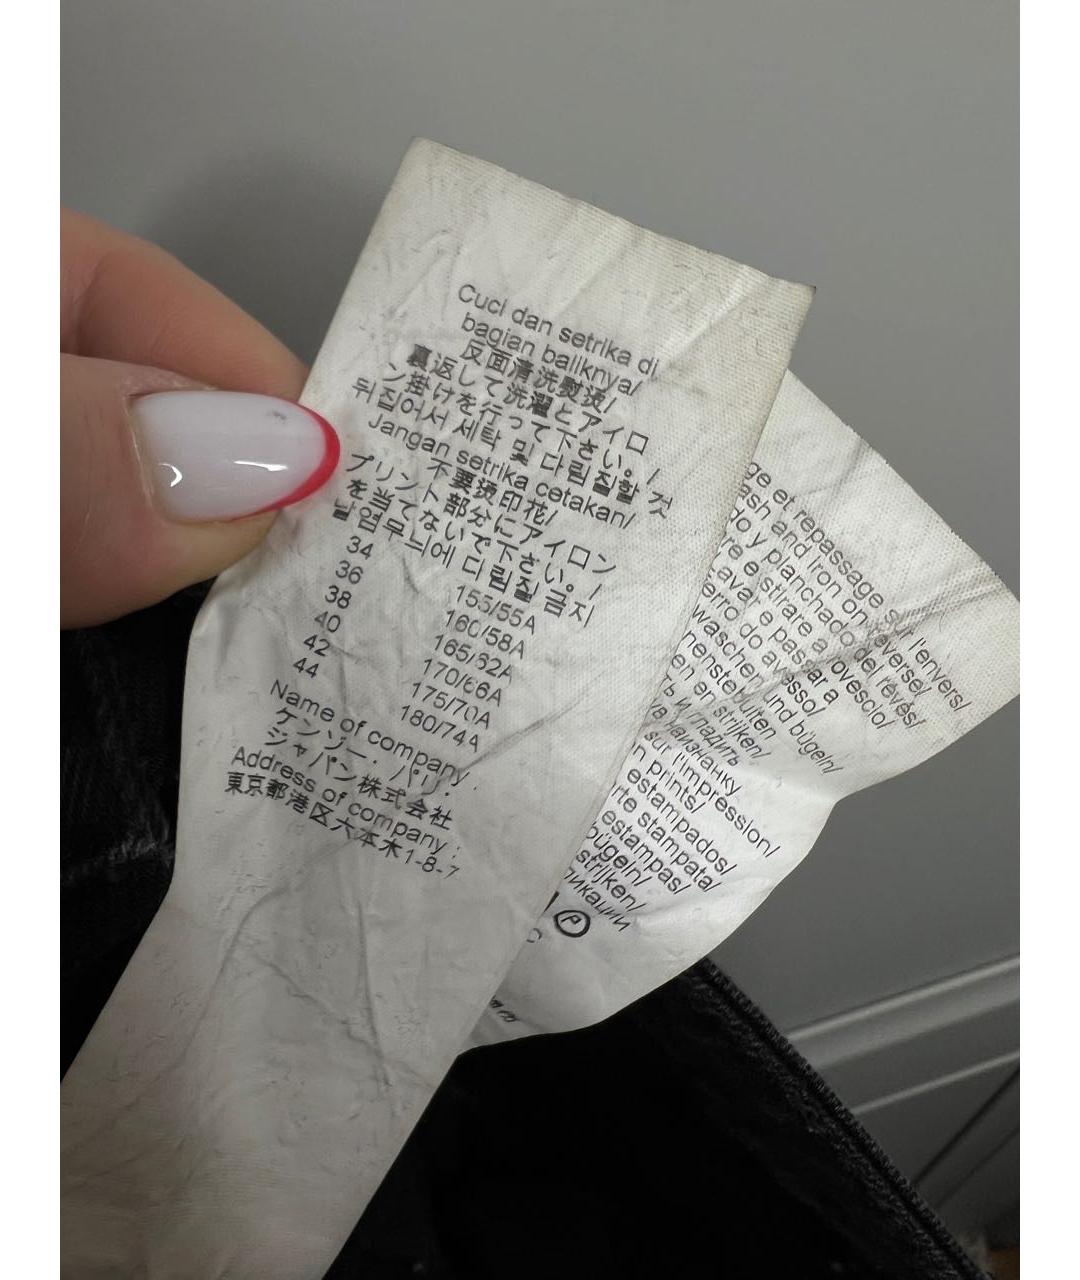 Cuci dan setrika di
bagian baliknya/
反面清洗熨烫/
裏返して洗濯とアイロ
ン掛けを行って下さい。/
뒤집어서 세탁 및 다림질할 것
Jangan setrika cetakan/
不要烫印花/
プリント部分にアイロン
を当てないで下さい。/
날염무늬에 다림질 금지
34 155/55A
36 160/58A
38 165/62A
40 170/66A
42 175/70A
44 180/74A
Name of company:
ケンゾー・パリ・
ジャパン株式会社
Address of company:
東京都港区六本木1-8-7
ge et repassage sur l'envers/
ash and iron on reverse/
do y planchado del revés/
re e stirare a rovescio/
avar e passar a
erro do avesso/
waschen und bügeln/
nenstebuiten
en en strijken/
ть и гладить
изнанку
sur l'impression/
n prints/
estampados/
rte stampata/
estampas/
bügeln/
strijken/
ликации
P
C